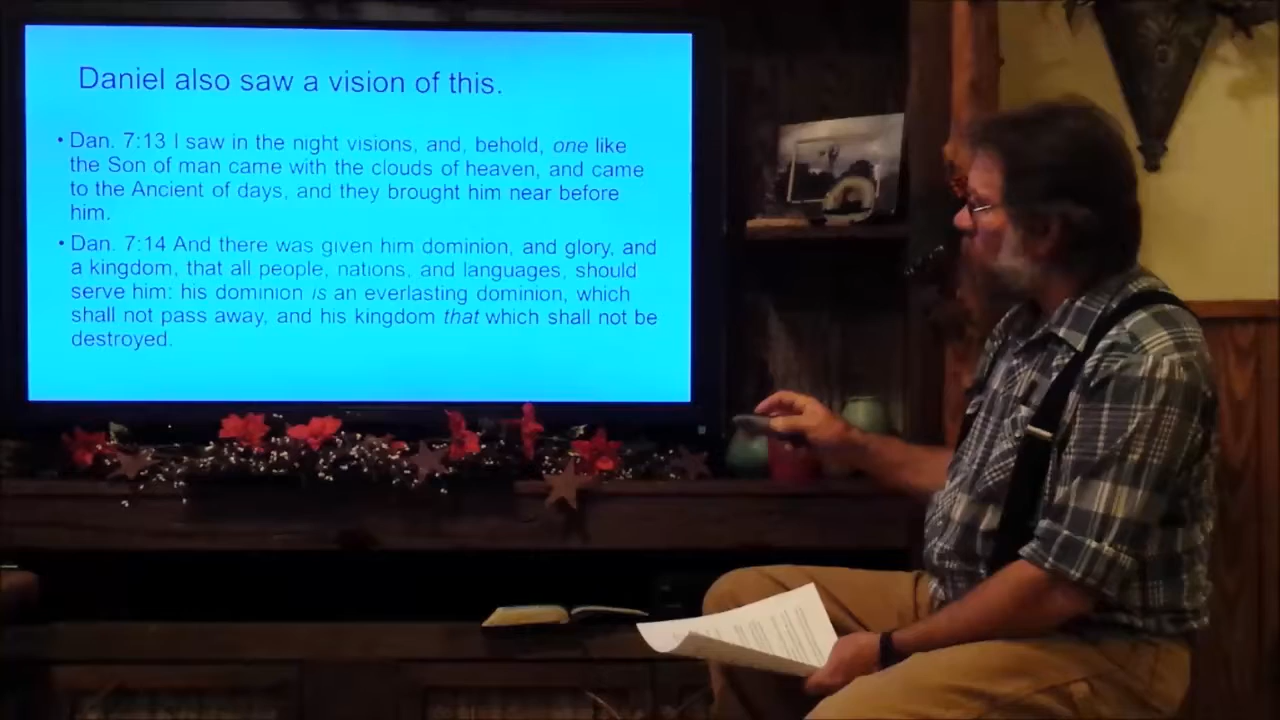 Daniel also saw a vision of this.
• Dan. 7:13 I saw in the night visions, and, behold, one like
the Son of man came with the clouds of heaven, and came
to the Ancient of days, and they brought him near before
him.
• Dan. 7:14 And there was given him dominion, and glory, and
a kingdom, that all people, nations, and languages, should
serve him: his dominion is an everlasting dominion, which
shall not pass away, and his kingdom that which shall not be
destroyed.